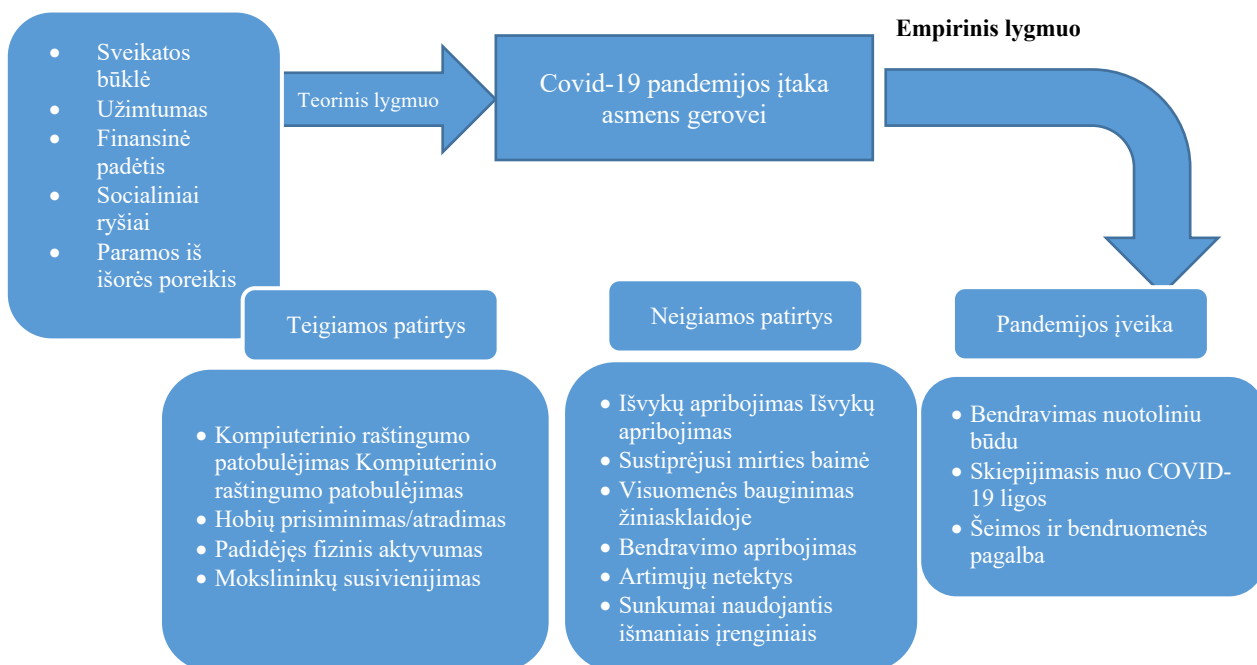 • Sveikatos
būklė
• Užimtumas
• Finansinė
padėtis
• Socialiniai
ryšiai
• Paramos iš
išorės poreikis
Teorinis lygmuo
Covid-19 pandemijos įtaka
asmens gerovei
Empirinis lygmuo
Teigiamos patirtys
• Kompiuterinio raštingumo
patobulėjimas Kompiuterinio
raštingumo patobulėjimas
• Hobių prisiminimas/atradimas
• Padidėjęs fizinis aktyvumas
• Mokslininkų susivienijimas
Neigiamos patirtys
• Išvykų apribojimas Išvykų
apribojimas
• Sustiprėjusi mirties baimė
• Visuomenės bauginimas
žiniasklaidoje
• Bendravimo apribojimas
• Artimųjų netektys
• Sunkumai naudojantis
išmaniais įrenginiais
Pandemijos įveika
• Bendravimas nuotoliniu
būdu
• Skiepijimasis nuo COVID-
19 ligos
• Šeimos ir bendruomenės
pagalba